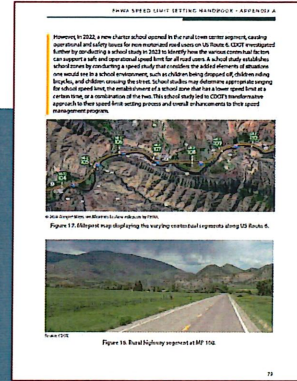 FHWA SPEED LIMIT SETTING HANDBOOK - APPENDIX A
However, in 2022, a new charter school opened in the rural town center segment, causing
operational and safety issues for non motorized road users on US Route 6. CDOT investigated
further by conducting a school study in 2023 to identify how the various contextual factors
can support a safe and operational speed limit for all road users. A school study establishes
school zones by conducting a speed study that considers the added elements of situations
one would see in a school environment, such as children being dropped off, children riding
bicycles, and children crossing the street. School studies may determine appropriate signing
for school speed limit, the establishment of a school zone that has a lower speed limit at a
certain time, or a combination of the two. This school study led to CDOT's transformative
approach to their speed limit setting process and overall enhancements to their speed
management program.
Figure 17. Milepost map displaying the varying contextual segments along US Route 6.
Source: CDOT.
Rural highway segment at MP